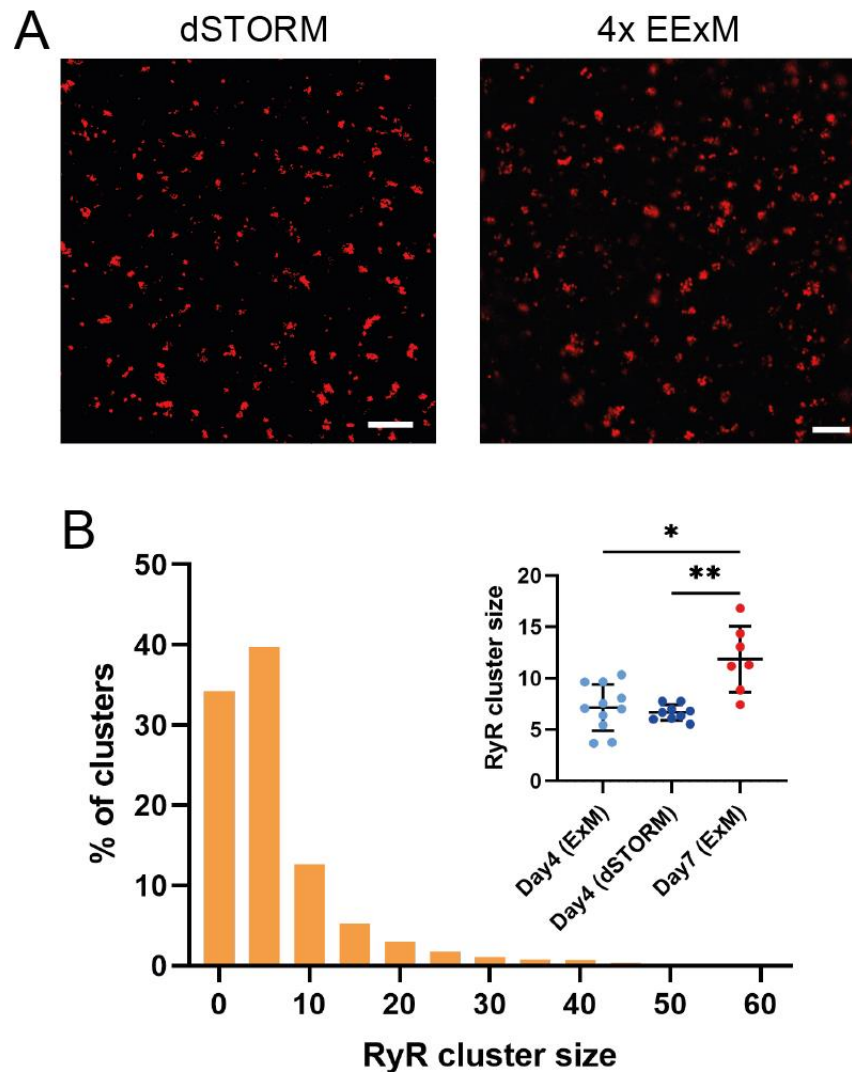 A
dSTORM
4x EExM
B
50
40
30
20
10
0
% of clusters
0 10 20 30 40 50 60
RyR cluster size
*
**
20
15
10
5
0
RyR cluster size
Day4 (ExM)
Day4 (dSTORM)
Day7 (ExM)